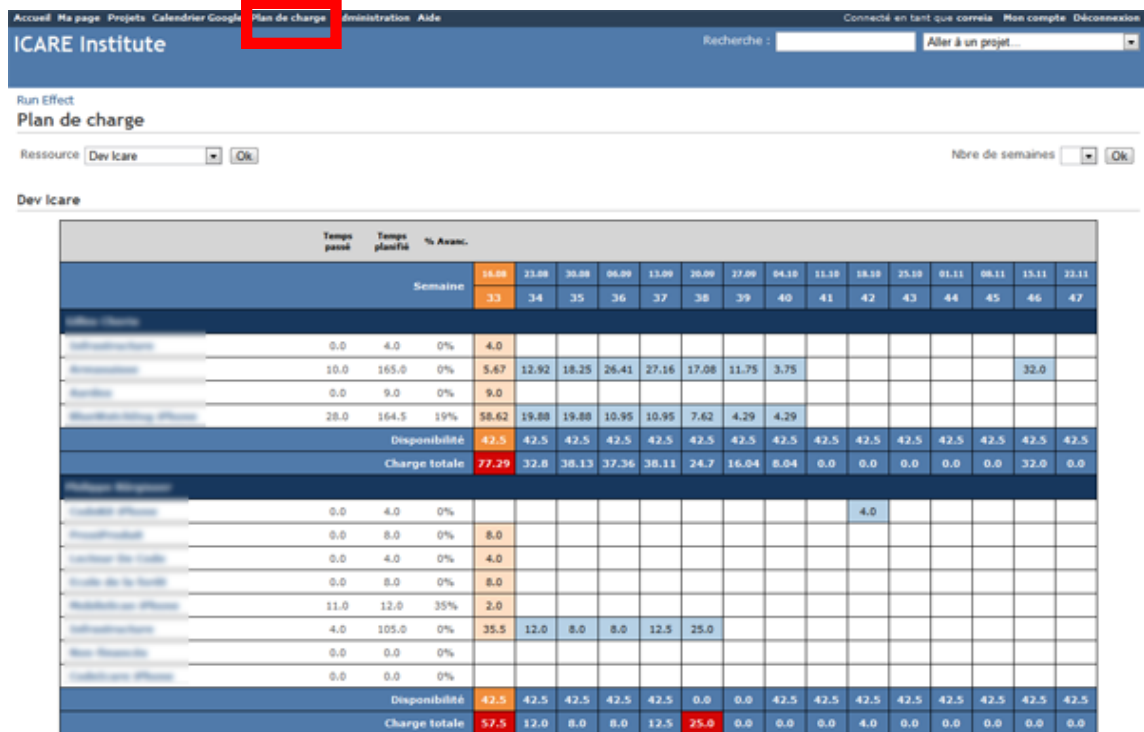 Accueil Ma page Projets Calendrier Google Plan de charge Administration Aide Connecté en tant que correia Mon compte Déconnexion
ICARE Institute Recherche : Aller à un projet...
Run Effect
Plan de charge
Ressource Dev Icare Ok Nbre de semaines Ok
Dev Icare
Temps passé Temps planifié % Avanc.
Semaine 16.08 23.08 30.08 06.09 13.09 20.09 27.09 04.10 11.10 18.10 25.10 01.11 08.11 15.11 22.11
33 34 35 36 37 38 39 40 41 42 43 44 45 46 47
0.0 4.0 0% 4.0
10.0 165.0 0% 5.67 12.92 18.25 26.41 27.16 17.08 11.75 3.75 32.0
0.0 9.0 0% 9.0
28.0 164.5 19% 58.62 19.88 19.88 10.95 10.95 7.62 4.29 4.29
Disponibilité 42.5 42.5 42.5 42.5 42.5 42.5 42.5 42.5 42.5 42.5 42.5 42.5 42.5 42.5 42.5
Charge totale 77.29 32.8 38.13 37.36 38.11 24.7 16.04 8.04 0.0 0.0 0.0 0.0 0.0 32.0 0.0
0.0 4.0 0% 4.0
0.0 8.0 0% 8.0
0.0 4.0 0% 4.0
0.0 8.0 0% 8.0
11.0 12.0 35% 2.0
4.0 105.0 0% 35.5 12.0 8.0 8.0 12.5 25.0
0.0 0.0 0%
0.0 0.0 0%
Disponibilité 42.5 42.5 42.5 42.5 42.5 0.0 0.0 42.5 42.5 42.5 42.5 42.5 42.5 42.5 42.5
Charge totale 57.5 12.0 8.0 8.0 12.5 25.0 0.0 0.0 0.0 4.0 0.0 0.0 0.0 0.0 0.0